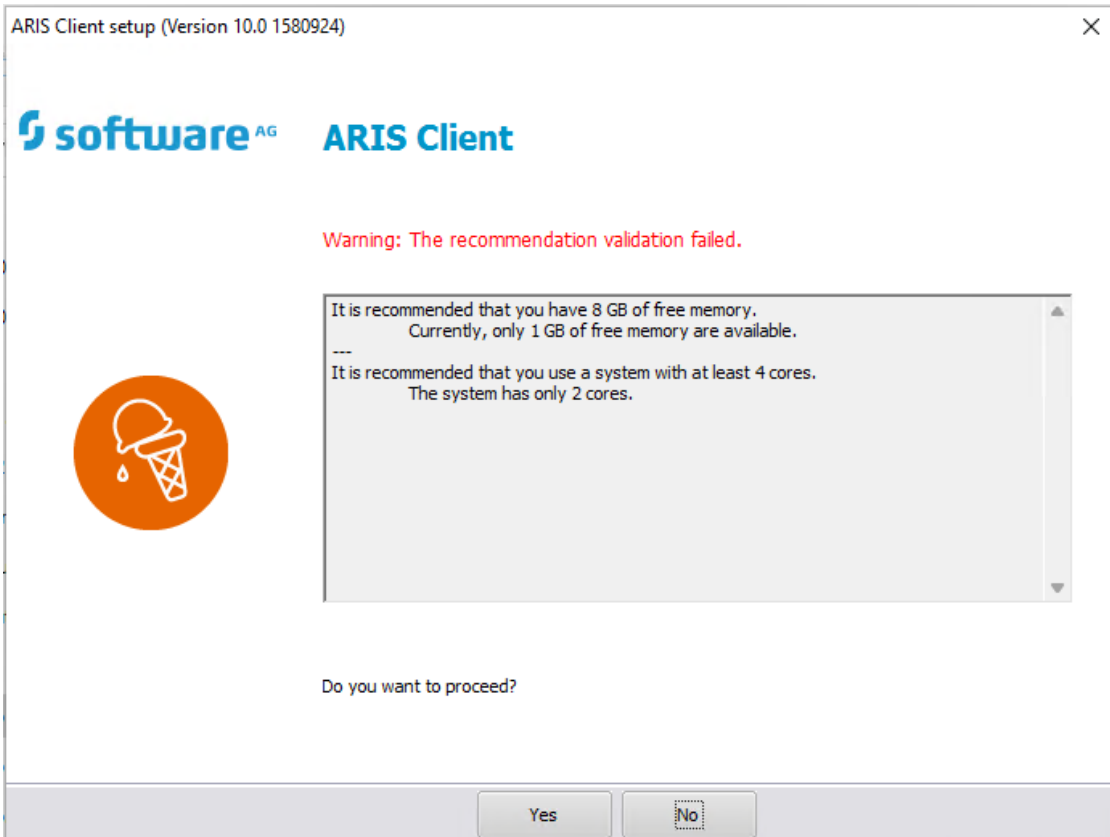 ARIS Client setup (Version 10.0 1580924)
software AG
ARIS Client
Warning: The recommendation validation failed.
It is recommended that you have 8 GB of free memory.
Currently, only 1 GB of free memory are available.
---
It is recommended that you use a system with at least 4 cores.
The system has only 2 cores.
Do you want to proceed?
Yes
No